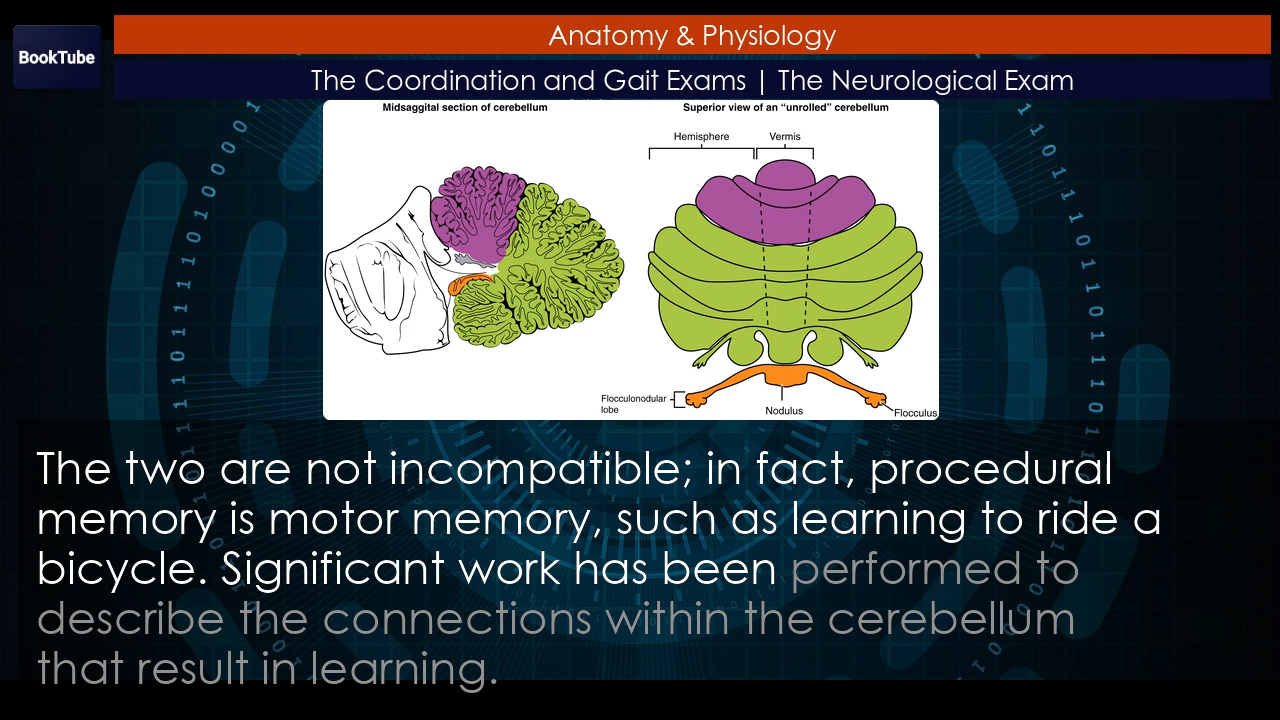 BookTube
Anatomy & Physiology
The Coordination and Gait Exams | The Neurological Exam
Midsaggital section of cerebellum
Superior view of an “unrolled” cerebellum
Hemisphere
Vermis
Flocculonodular
lobe
Nodulus
Flocculus
The two are not incompatible; in fact, procedural
memory is motor memory, such as learning to ride a
bicycle. Significant work has been performed to
describe the connections within the cerebellum
that result in learning.